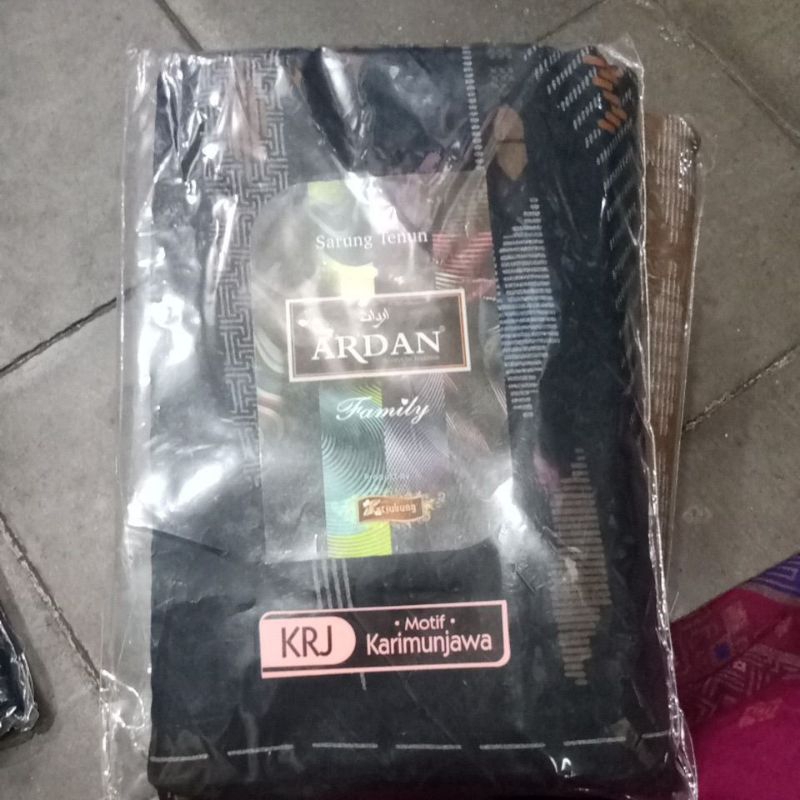 Sarung Tenun
ARDAN
Family
KRJ
• Motif •
Karimunjawa